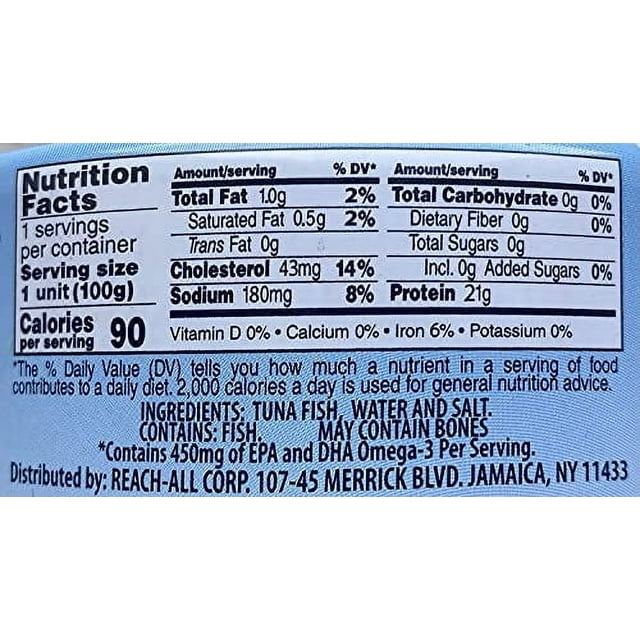 Nutrition
Facts
1 servings
per container
Serving size
1 unit (100g)
Calories
per serving 90
Amount/serving % DV*
Total Fat 1.0g 2%
Saturated Fat 0.5g 2%
Trans Fat 0g
Cholesterol 43mg 14%
Sodium 180mg 8%
Amount/serving % DV*
Total Carbohydrate 0g 0%
Dietary Fiber 0g 0%
Total Sugars 0g
Incl. 0g Added Sugars 0%
Protein 21g
Vitamin D 0% • Calcium 0% • Iron 6% • Potassium 0%
*The % Daily Value (DV) tells you how much a nutrient in a serving of food
contributes to a daily diet. 2,000 calories a day is used for general nutrition advice.
INGREDIENTS: TUNA FISH, WATER AND SALT.
CONTAINS: FISH. MAY CONTAIN BONES
*Contains 450mg of EPA and DHA Omega-3 Per Serving.
Distributed by: REACH-ALL CORP. 107-45 MERRICK BLVD. JAMAICA, NY 11433